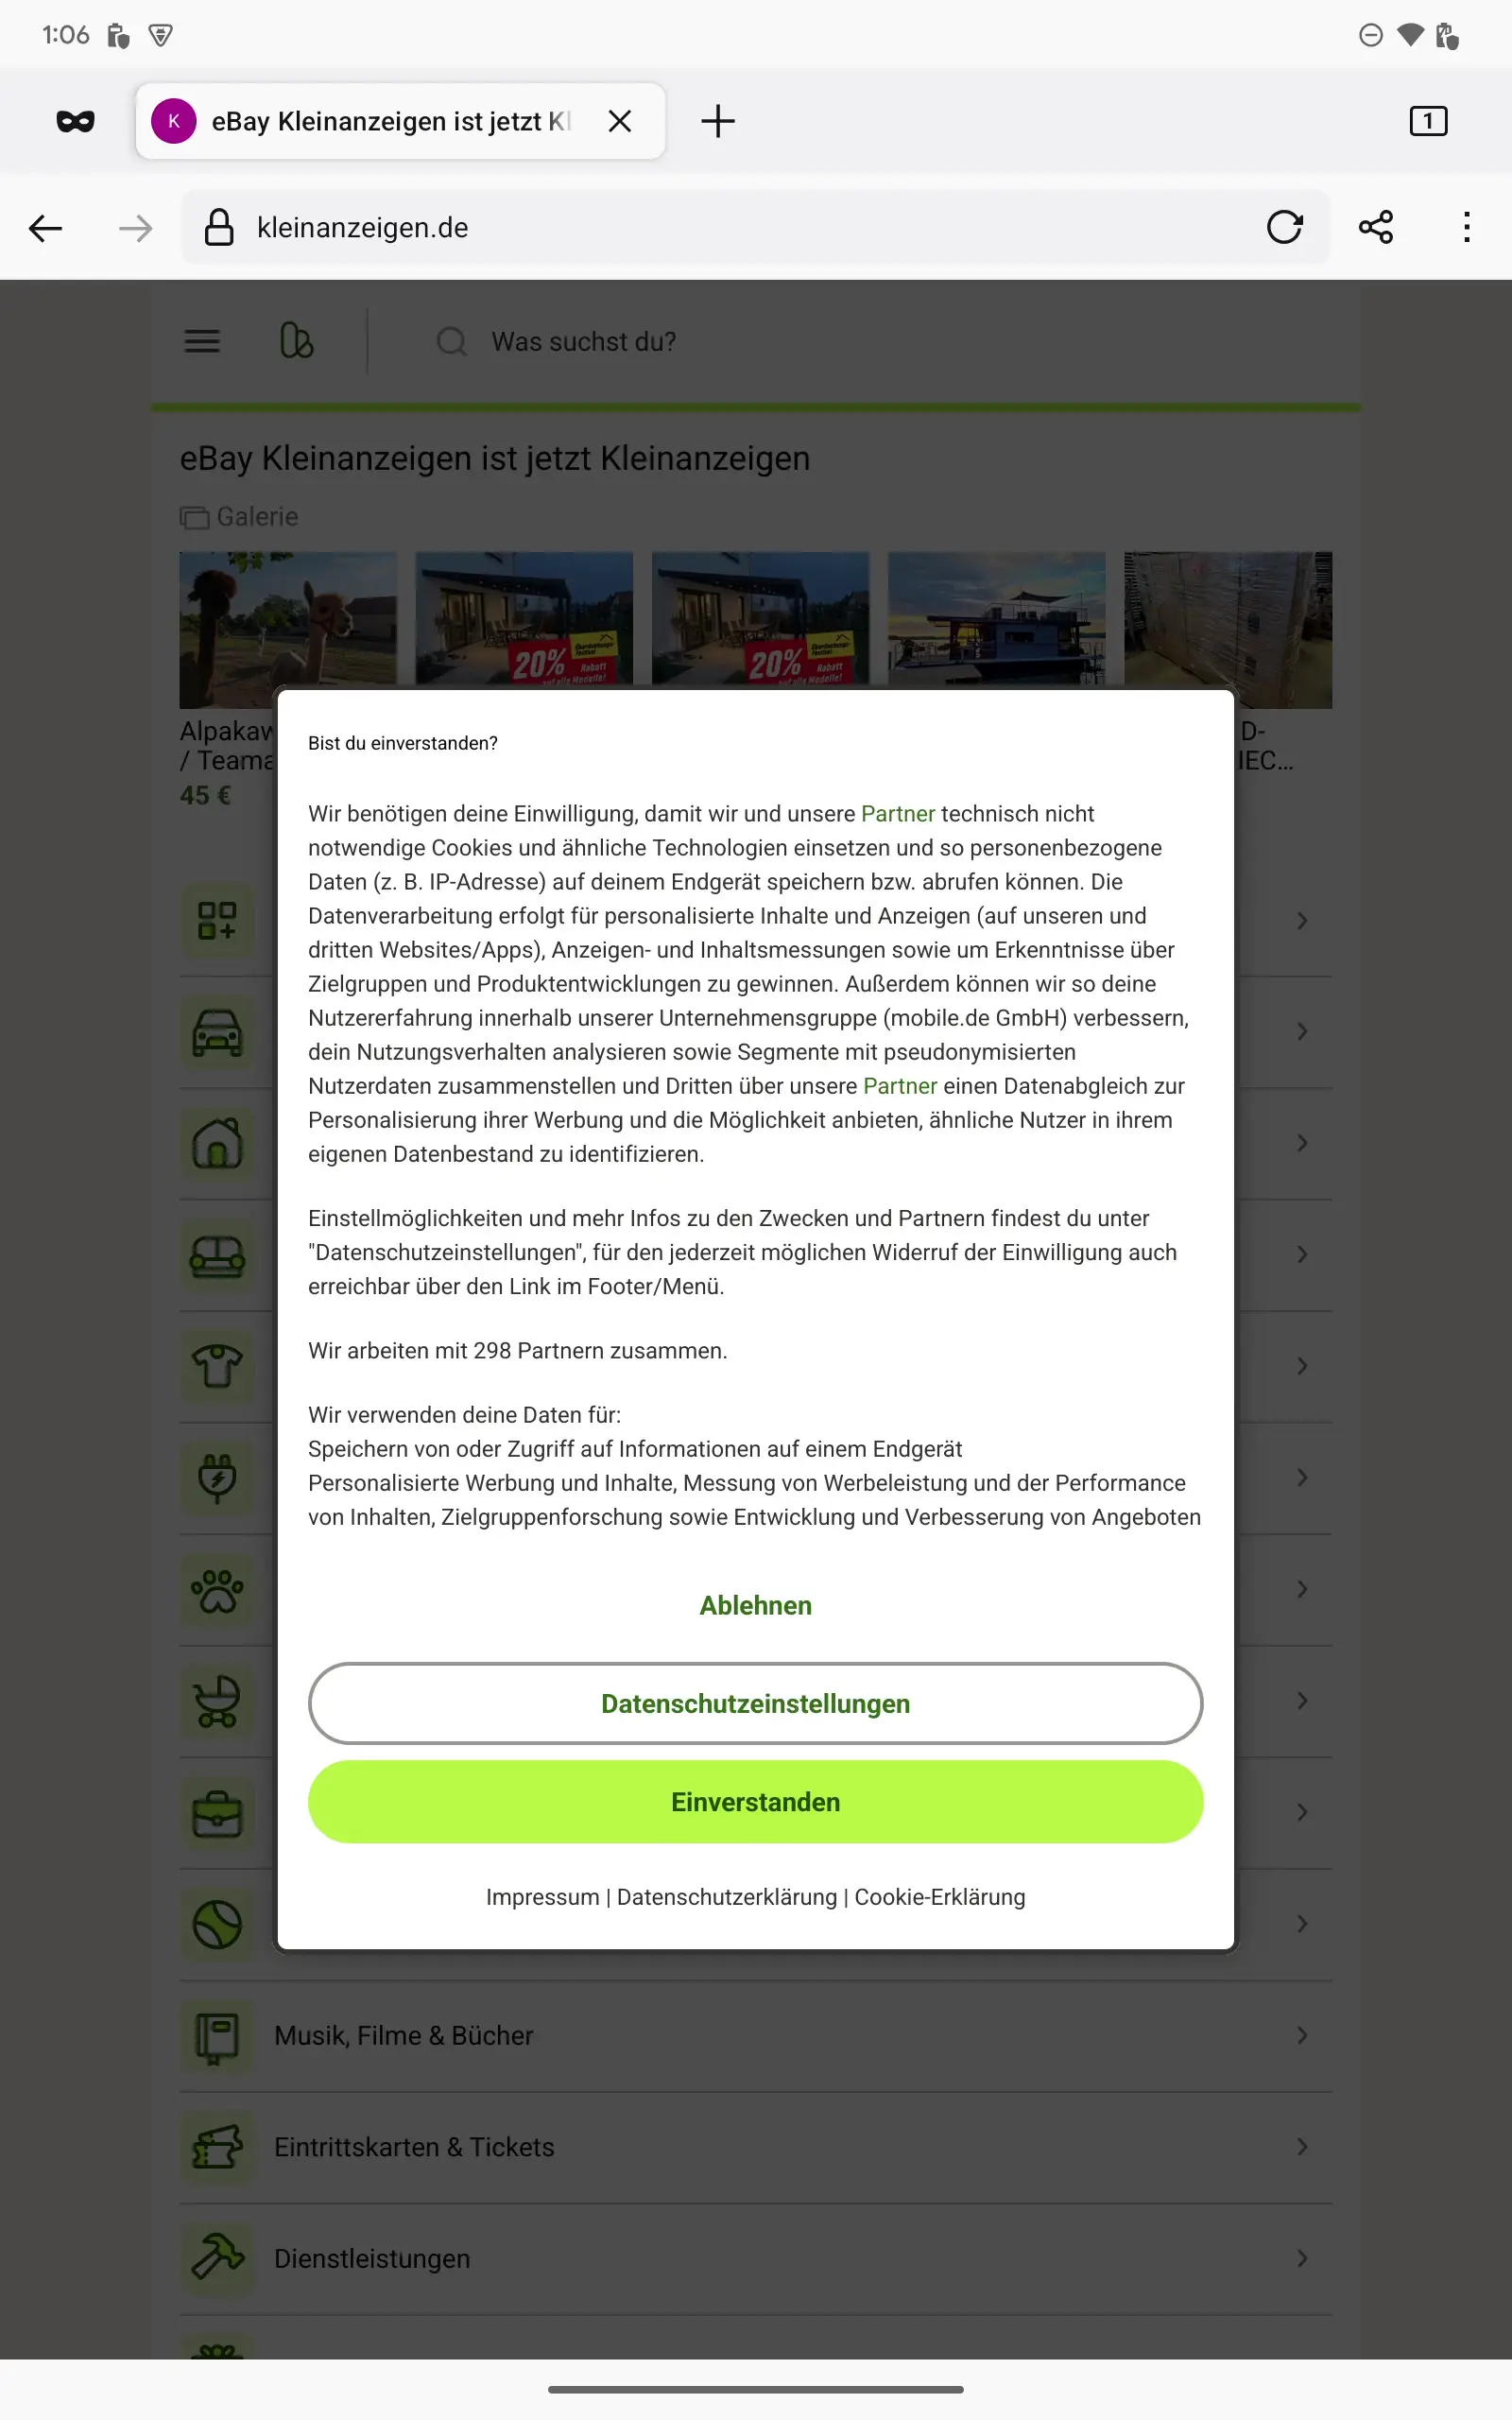 1:06
K
eBay Kleinanzeigen ist jetzt Kl
1
kleinanzeigen.de
Was suchst du?
eBay Kleinanzeigen ist jetzt Kleinanzeigen
Galerie
20% Rabatt
auf alle Modelle!
20% Rabatt
auf alle Modelle!
Alpakaw
/ Teama
45 €
D-
IEC...
Bist du einverstanden?
Wir benötigen deine Einwilligung, damit wir und unsere Partner technisch nicht
notwendige Cookies und ähnliche Technologien einsetzen und so personenbezogene
Daten (z. B. IP-Adresse) auf deinem Endgerät speichern bzw. abrufen können. Die
Datenverarbeitung erfolgt für personalisierte Inhalte und Anzeigen (auf unseren und
dritten Websites/Apps), Anzeigen- und Inhaltsmessungen sowie um Erkenntnisse über
Zielgruppen und Produktentwicklungen zu gewinnen. Außerdem können wir so deine
Nutzererfahrung innerhalb unserer Unternehmensgruppe (mobile.de GmbH) verbessern,
dein Nutzungsverhalten analysieren sowie Segmente mit pseudonymisierten
Nutzerdaten zusammenstellen und Dritten über unsere Partner einen Datenabgleich zur
Personalisierung ihrer Werbung und die Möglichkeit anbieten, ähnliche Nutzer in ihrem
eigenen Datenbestand zu identifizieren.
Einstellmöglichkeiten und mehr Infos zu den Zwecken und Partnern findest du unter
"Datenschutzeinstellungen", für den jederzeit möglichen Widerruf der Einwilligung auch
erreichbar über den Link im Footer/Menü.
Wir arbeiten mit 298 Partnern zusammen.
Wir verwenden deine Daten für:
Speichern von oder Zugriff auf Informationen auf einem Endgerät
Personalisierte Werbung und Inhalte, Messung von Werbeleistung und der Performance
von Inhalten, Zielgruppenforschung sowie Entwicklung und Verbesserung von Angeboten
Ablehnen
Datenschutzeinstellungen
Einverstanden
Impressum | Datenschutzerklärung | Cookie-Erklärung
Musik, Filme & Bücher
Eintrittskarten & Tickets
Dienstleistungen